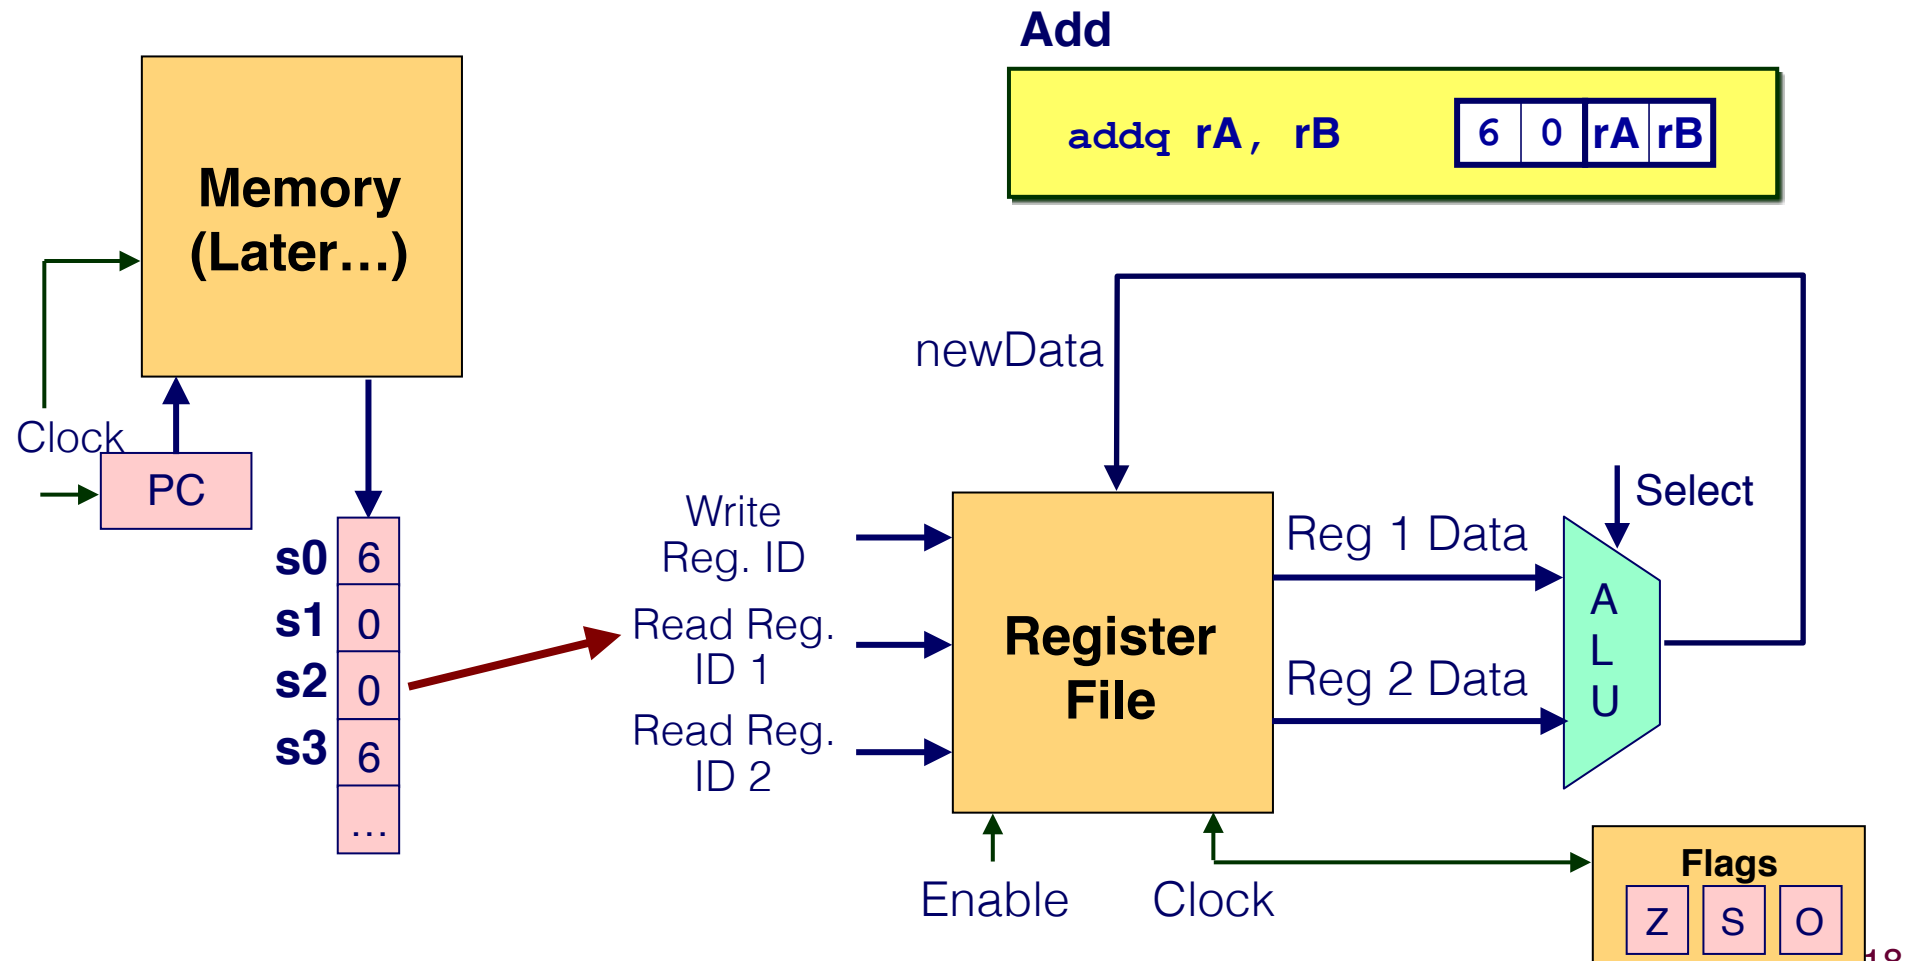 Add
addq rA, rB
6 0 rA rB
Memory
(Later…)
Clock
PC
s0 6
s1 0
s2 0
s3 6
…
newData
Write
Reg. ID
Read Reg.
ID 1
Read Reg.
ID 2
Register
File
Enable
Clock
Reg 1 Data
Reg 2 Data
Select
A
L
U
Flags
Z S O
18